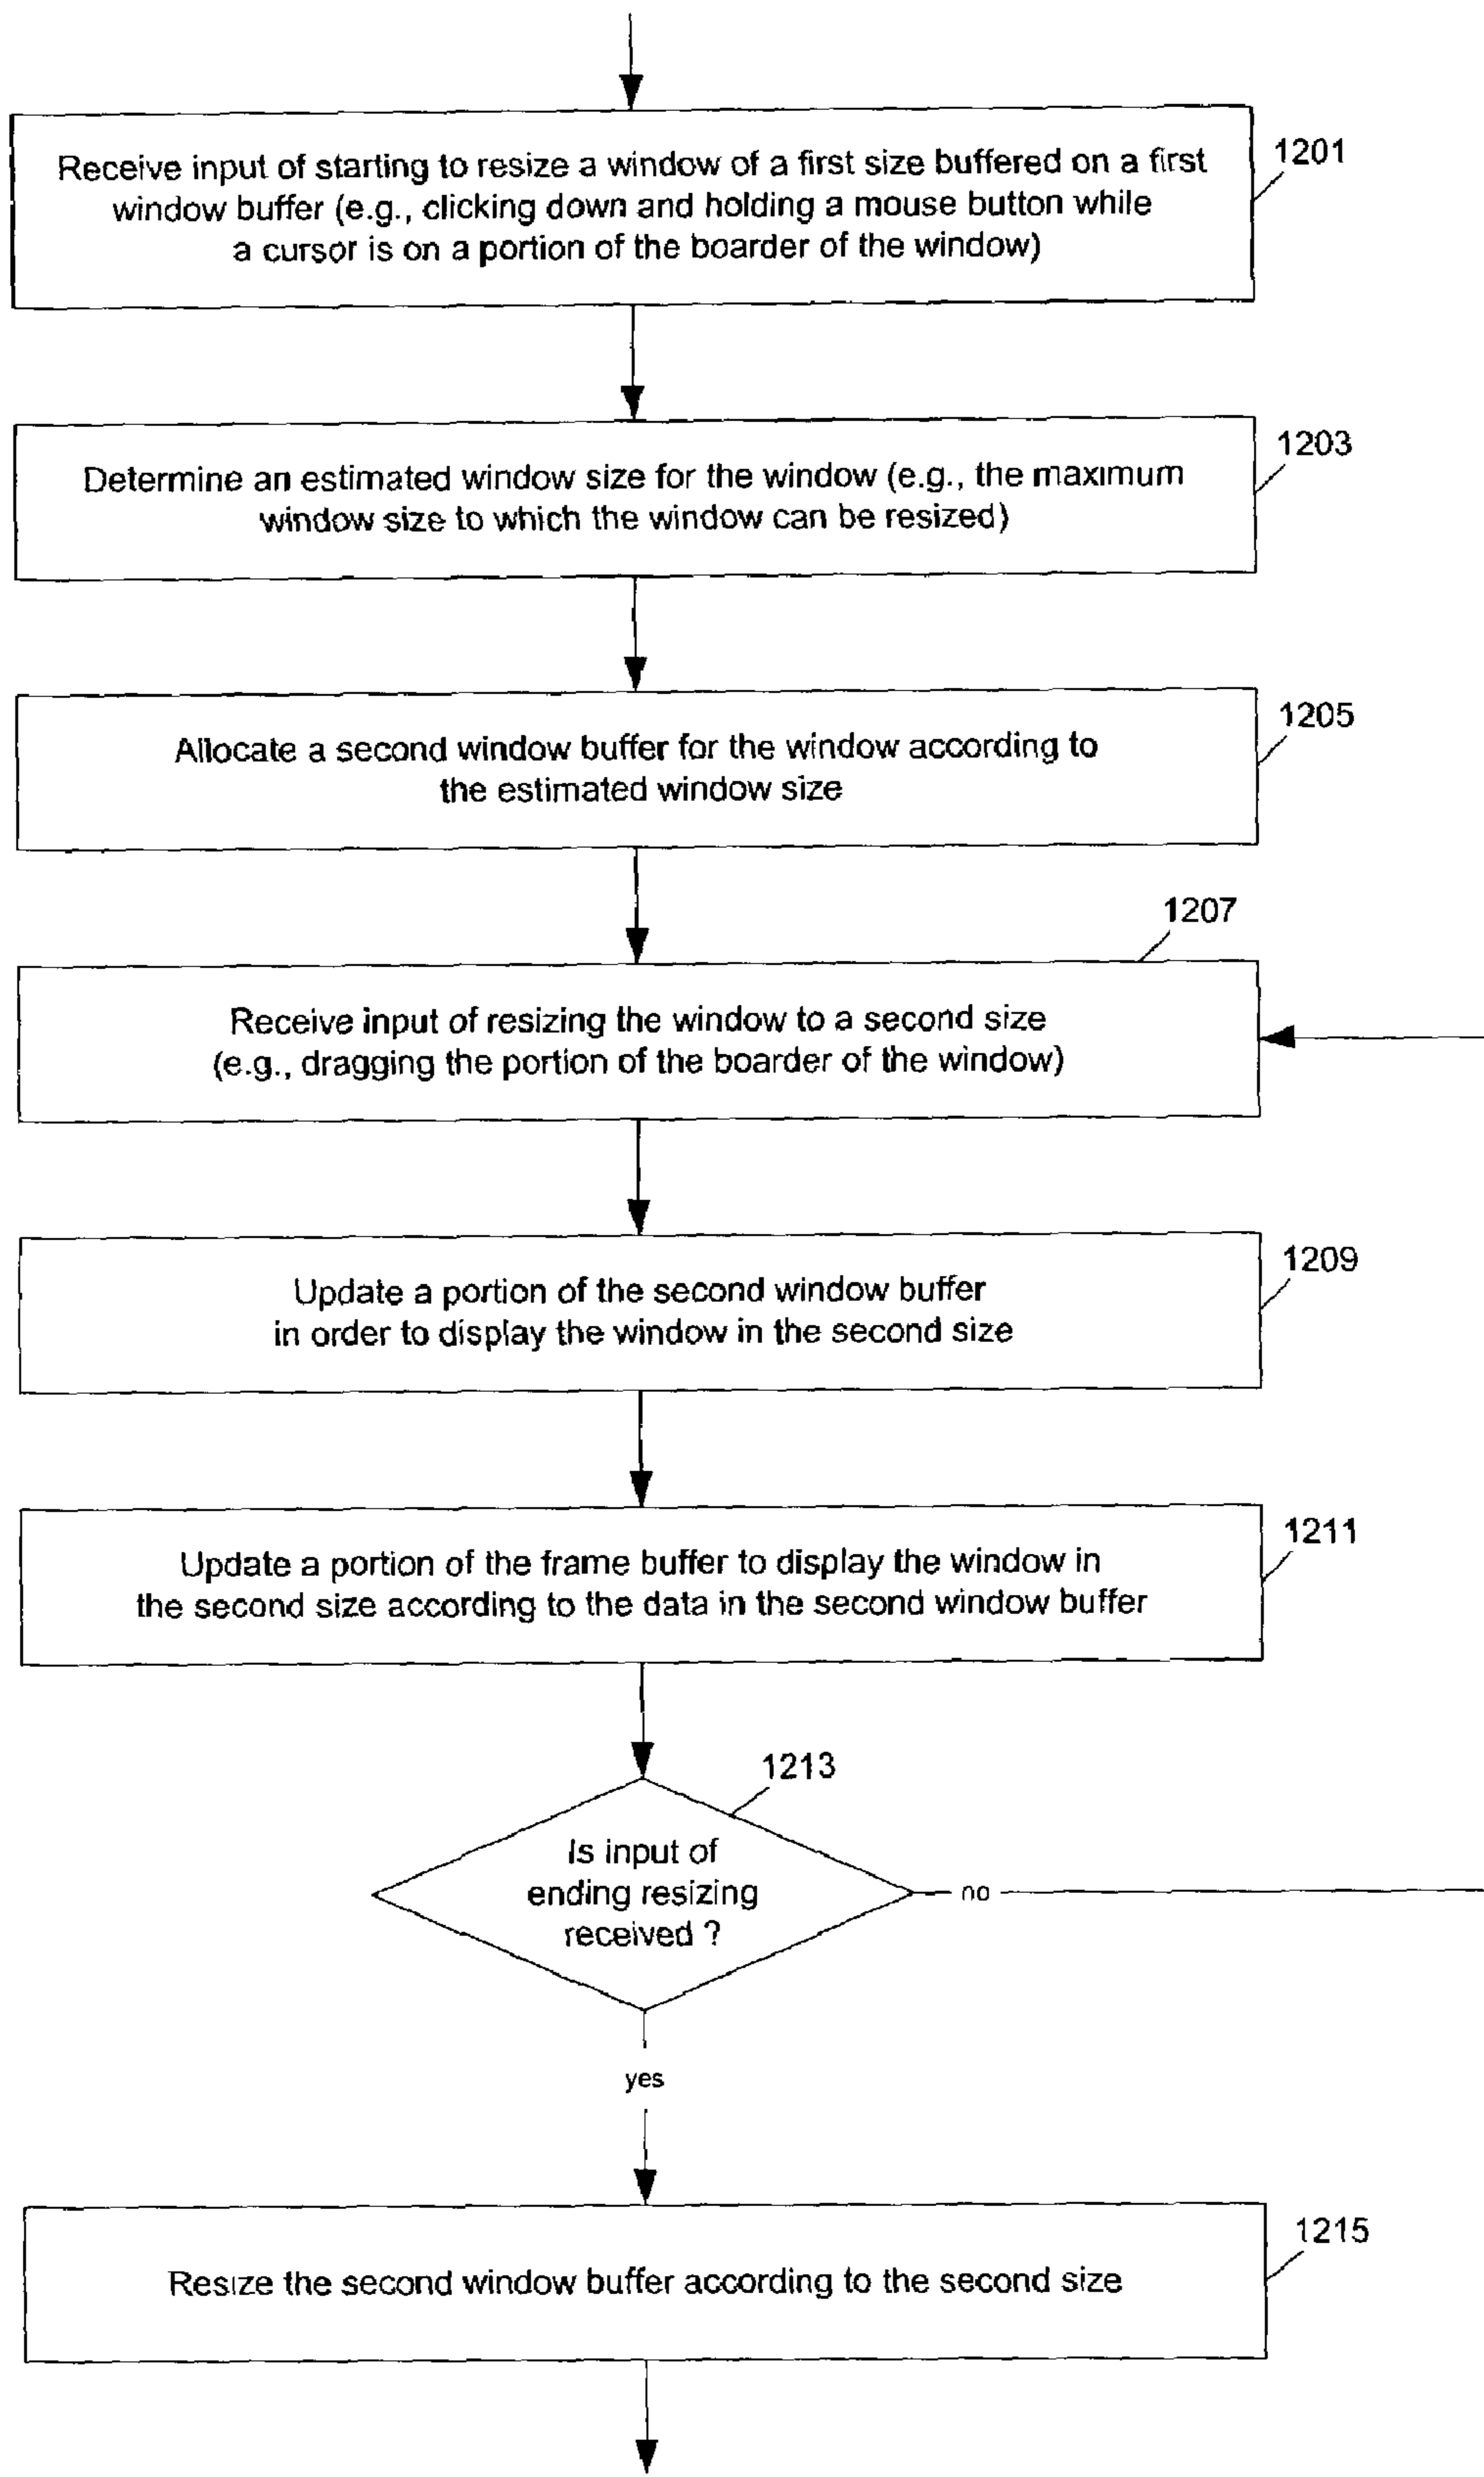 Receive input of starting to resize a window of a first size buffered on a first
window buffer (e.g., clicking down and holding a mouse button while
a cursor is on a portion of the boarder of the window)
1201
Determine an estimated window size for the window (e.g., the maximum
window size to which the window can be resized)
1203
Allocate a second window buffer for the window according to
the estimated window size
1205
1207
Receive input of resizing the window to a second size
(e.g., dragging the portion of the boarder of the window)
Update a portion of the second window buffer
in order to display the window in the second size
1209
Update a portion of the frame buffer to display the window in
the second size according to the data in the second window buffer
1211
1213
Is input of
ending resizing
received ?
no
yes
Resize the second window buffer according to the second size
1215